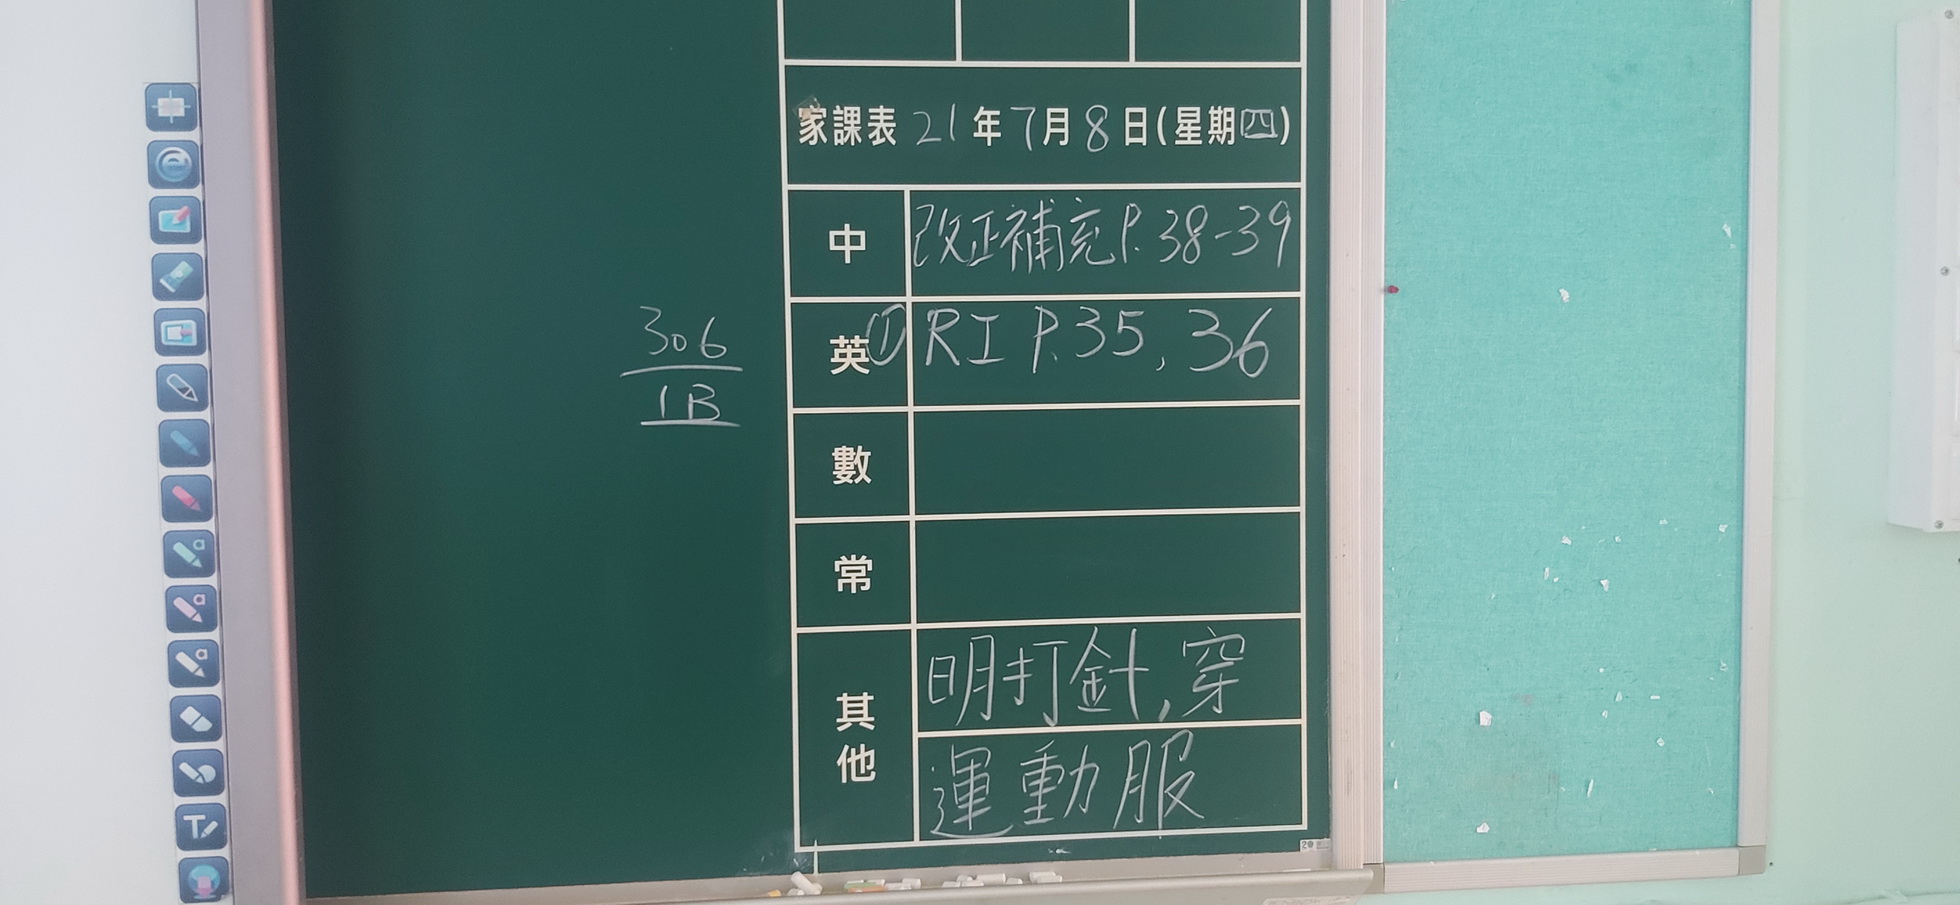 家課表 21年7月8日(星期四)
中 改正補充P.38-39
英 ① RI P.35, 36
數
常
其他 明打針,穿
運動服
306
1B